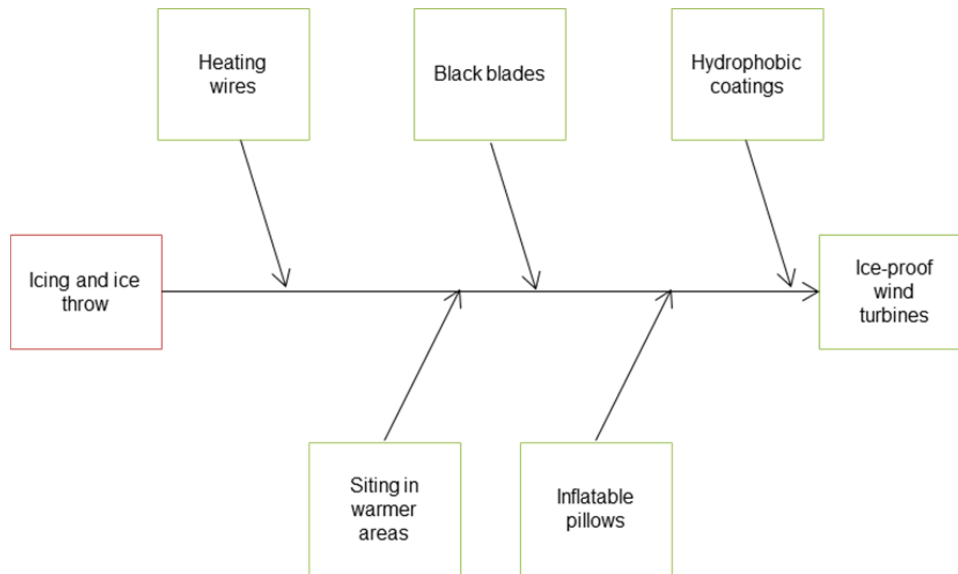 Heating
wires
Black blades
Hydrophobic
coatings
Icing and ice
throw
Ice-proof
wind
turbines
Siting in
warmer
areas
Inflatable
pillows